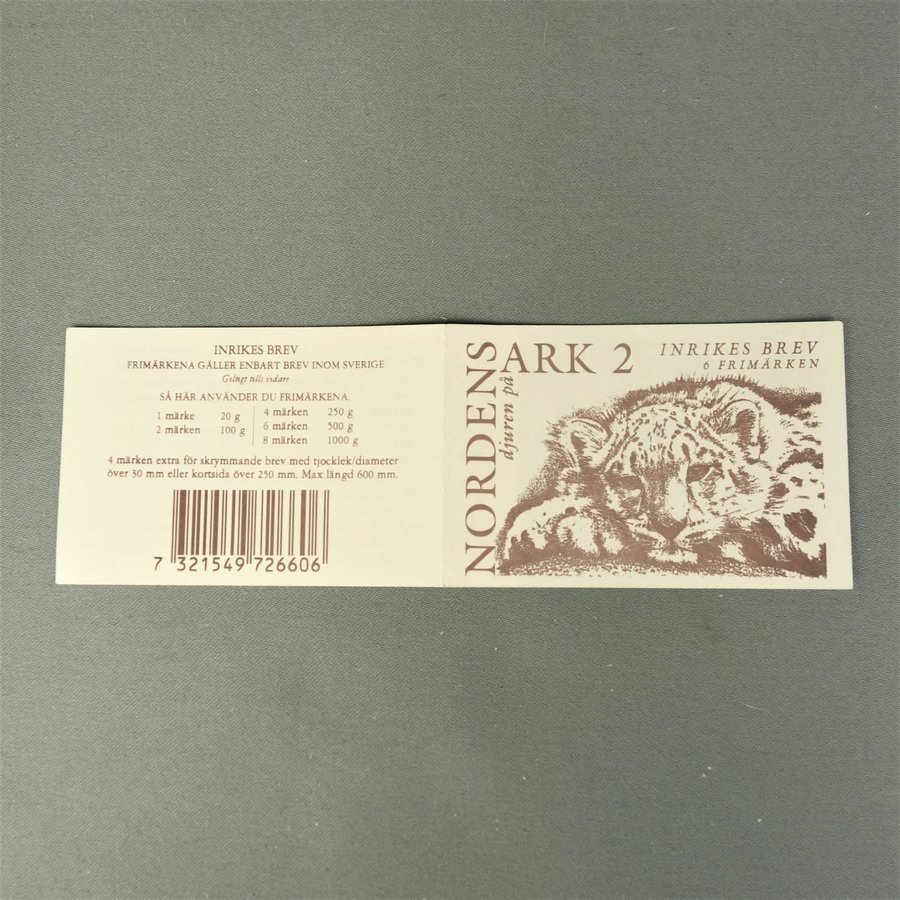 INRIKES BREV
FRIMÄRKENA GÄLLER ENBART BREV INOM SVERIGE
Giltigt tills vidare
SÅ HÄR ANVÄNDER DU FRIMÄRKENA.
1 märke 20 g
2 märken 100 g
4 märken 250 g
6 märken 500 g
8 märken 1000 g
4 märken extra för skrymmande brev med tjocklek/diameter
över 30 mm eller kortsida över 250 mm. Max längd 600 mm.
7 321549 726606
NORDENS
djuren på
ARK 2
INRIKES BREV
6 FRIMÄRKEN